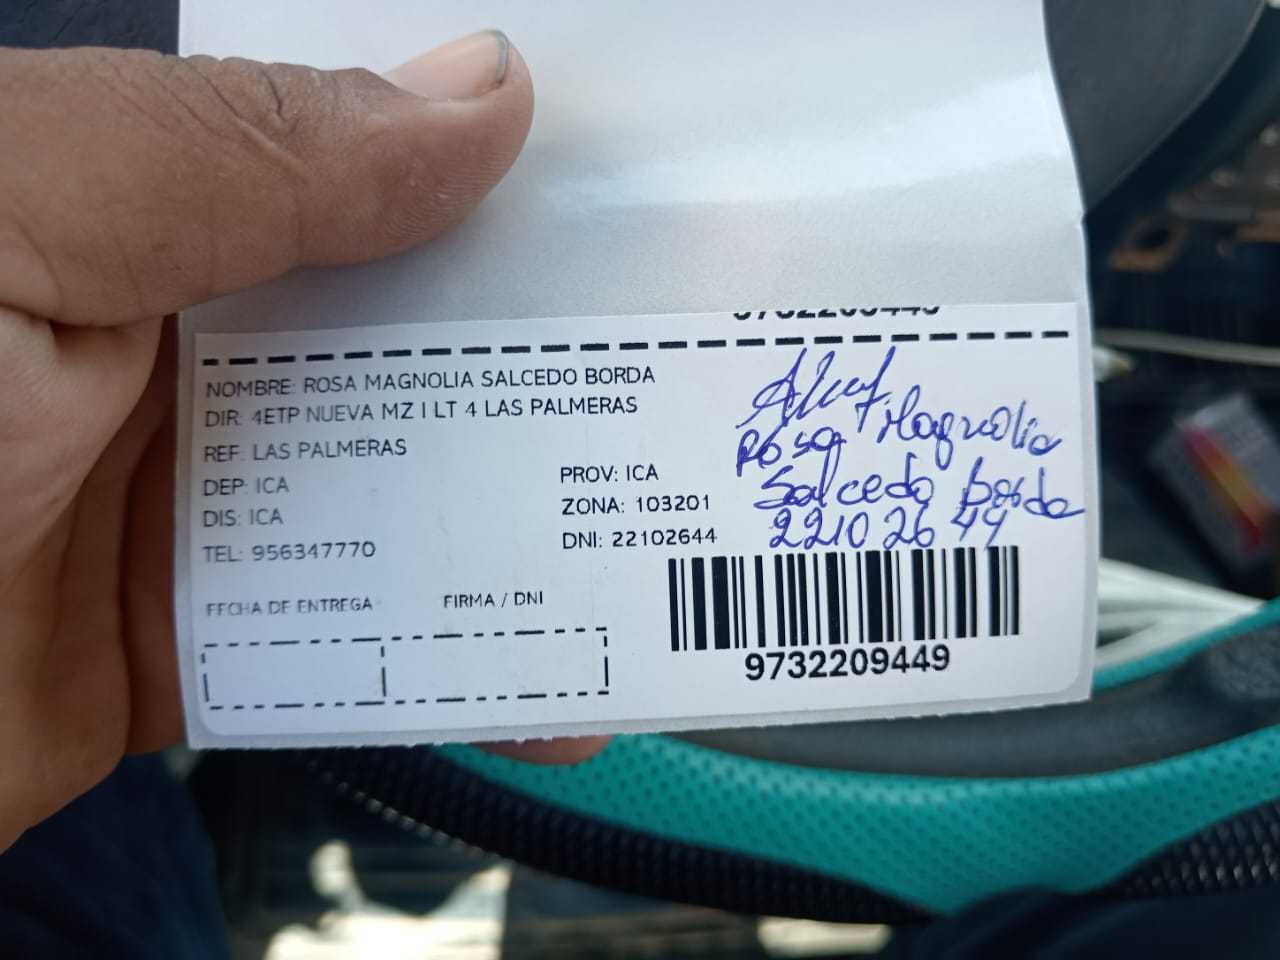 9732209449
NOMBRE: ROSA MAGNOLIA SALCEDO BORDA
DIR: 4ETP NUEVA MZ I LT 4 LAS PALMERAS
REF: LAS PALMERAS
DEP: ICA
PROV: ICA
DIS: ICA
ZONA: 103201
TEL: 956347770
DNI: 22102644
Rosa Magnolia
Salcedo Borda
22102644
FECHA DE ENTREGA
FIRMA / DNI
9732209449